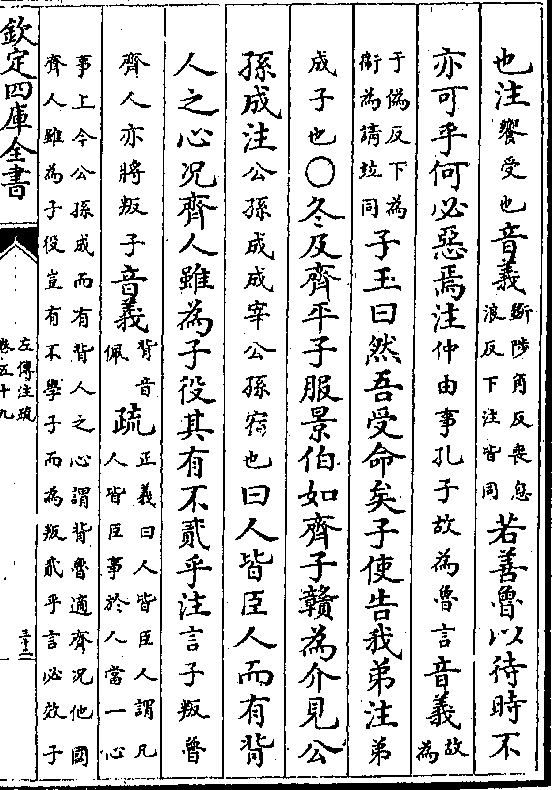 也注饗受也音義斷陟角反喪息
浪反下注皆同若善魯以待時不
亦可乎何必惡焉注仲由事孔子故為魯言音義故
為
于偽反下為
衛為請竝同子玉曰然吾受命矣子使告我弟注弟
成子也○冬及齊平子服景伯如齊子贛為介見公
孫成注公孫成成宰公孫宿也曰人皆臣人而有背
人之心况齊人雖為子役其有不貳乎注言子叛魯
齊人亦將叛子音義背音
佩疏正義曰人皆臣人謂凡
人皆臣事於人當一心
事上今公孫成而有背人之心謂背魯適齊况他國
齊人雖為子役豈有不學子而為叛貳乎言必效子
欽定四庫全書
左傳注疏
卷五十九
三十二